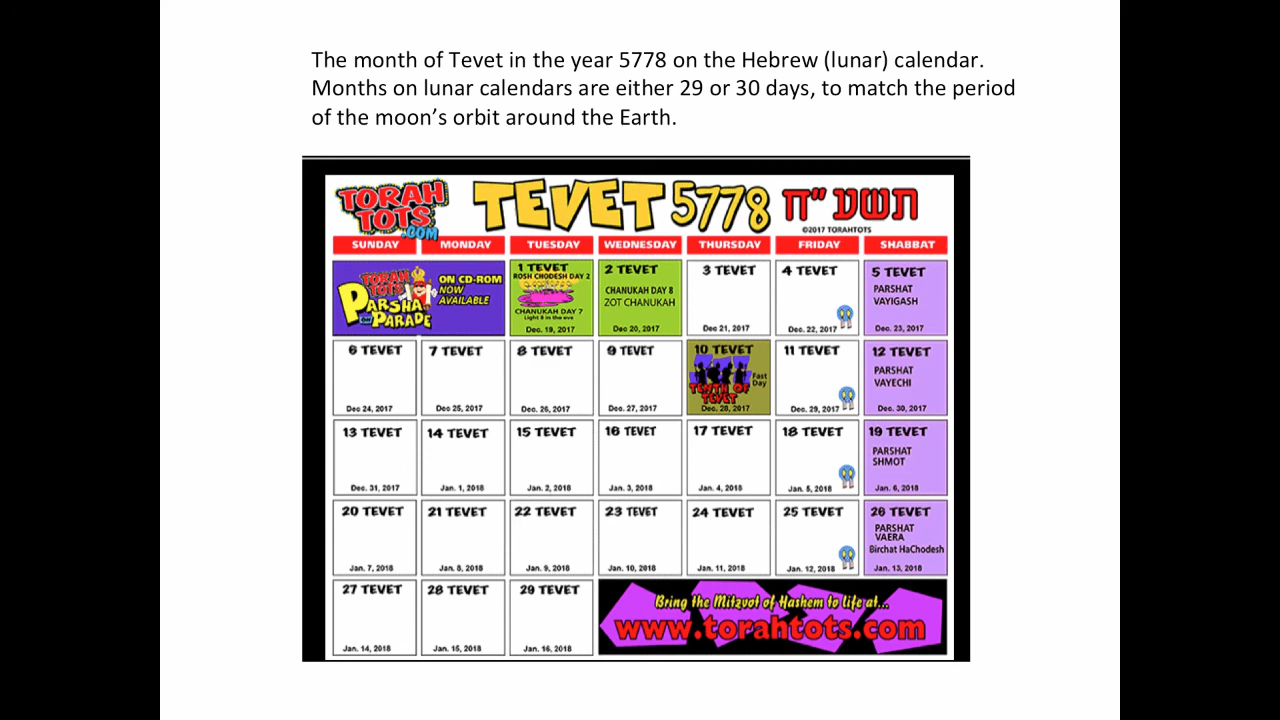 The month of Tevet in the year 5778 on the Hebrew (lunar) calendar.
Months on lunar calendars are either 29 or 30 days, to match the period
of the moon's orbit around the Earth.
TORAH
TOTS
.COM
TEVET 5778 תשע"ח
©2017 TORAHTOTS
SUNDAY MONDAY TUESDAY WEDNESDAY THURSDAY FRIDAY SHABBAT
TORAH
TOTS
PARSHA
ON PARADE
ON CD-ROM
NOW
AVAILABLE
1 TEVET
ROSH CHODESH DAY 2
CHANUKAH DAY 7
Light 8 in the eve
Dec. 19, 2017
2 TEVET
CHANUKAH DAY 8
ZOT CHANUKAH
Dec 20, 2017
3 TEVET
Dec 21, 2017
4 TEVET
Dec. 22, 2017
5 TEVET
PARSHAT
VAYIGASH
Dec. 23, 2017
6 TEVET
Dec 24, 2017
7 TEVET
Dec 25, 2017
8 TEVET
Dec. 26, 2017
9 TEVET
Dec. 27, 2017
10 TEVET
Fast
Day
TENTH OF
TEVET
Dec. 28, 2017
11 TEVET
Dec. 29, 2017
12 TEVET
PARSHAT
VAYECHI
Dec. 30, 2017
13 TEVET
Dec. 31, 2017
14 TEVET
Jan. 1, 2018
15 TEVET
Jan. 2, 2018
16 TEVET
Jan. 3, 2018
17 TEVET
Jan. 4, 2018
18 TEVET
Jan. 5, 2018
19 TEVET
PARSHAT
SHMOT
Jan. 6, 2018
20 TEVET
Jan. 7, 2018
21 TEVET
Jan. 8, 2018
22 TEVET
Jan. 9, 2018
23 TEVET
Jan. 10, 2018
24 TEVET
Jan. 11, 2018
25 TEVET
Jan. 12, 2018
26 TEVET
PARSHAT
VAERA
Birchat HaChodesh
Jan. 13, 2018
27 TEVET
Jan. 14, 2018
28 TEVET
Jan. 15, 2018
29 TEVET
Jan. 16, 2018
Bring the Mitzvot of Hashem to life at...
www.torahtots.com